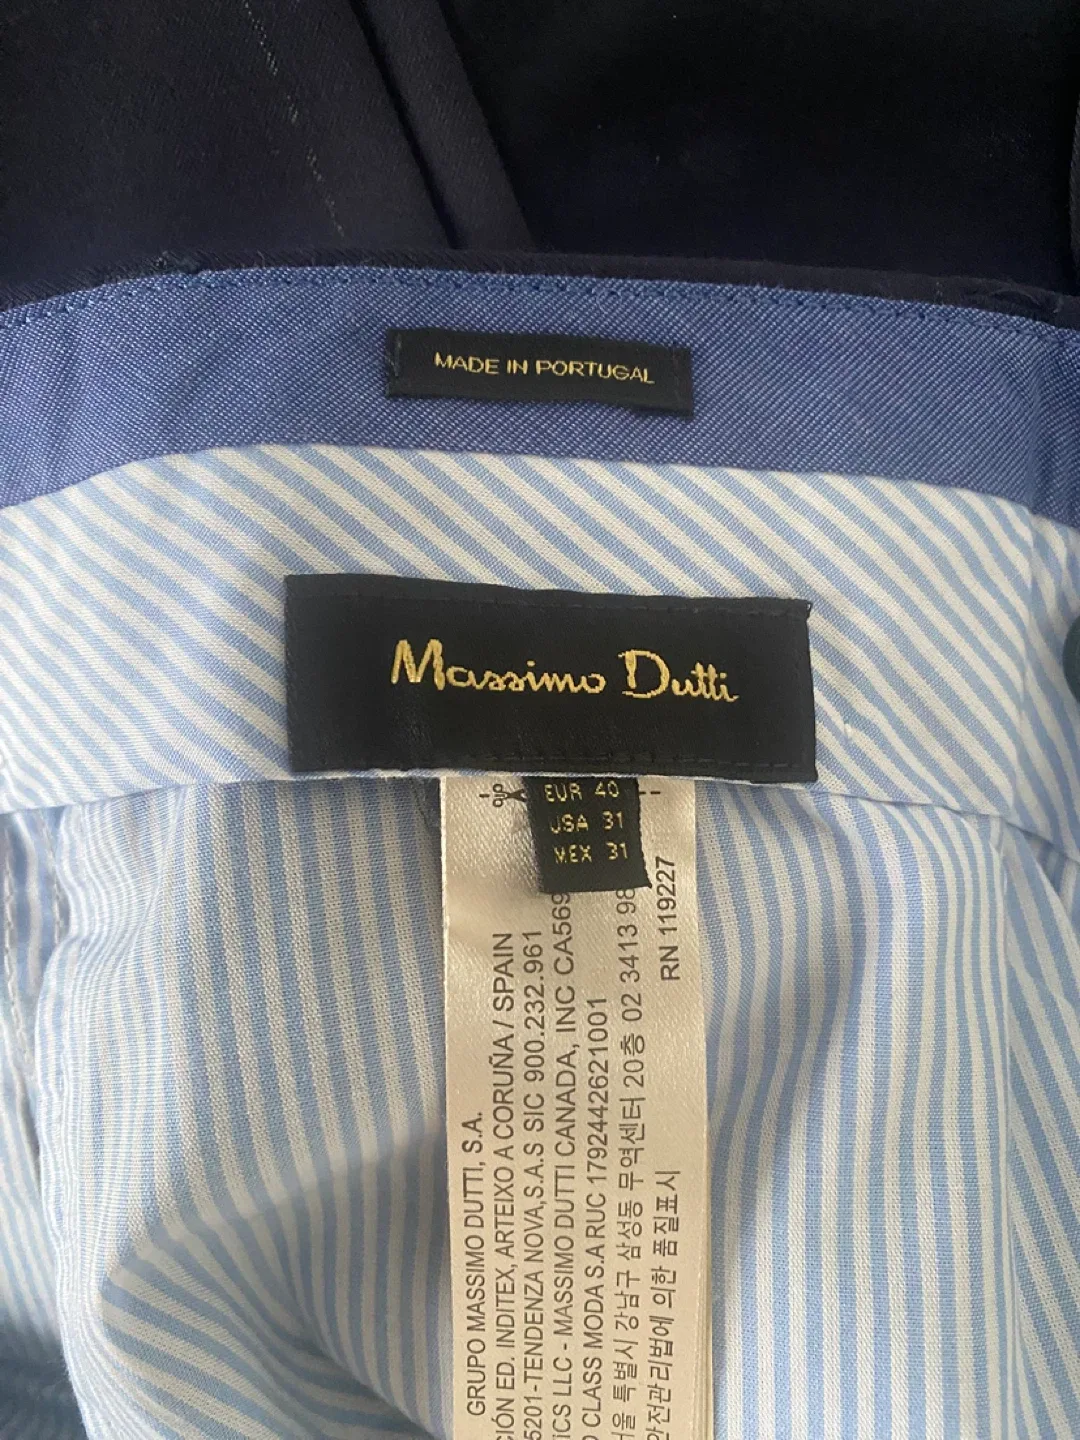 MADE IN PORTUGAL
Massimo Dutti
EUR 40
USA 31
MEX 31
GRUPO MASSIMO DUTTI, S.A.
ED. INDITEX, ARTEIXO A CORUÑA / SPAIN
5201-TENDENZA NOVA,S.A.S SIC 900.232.961
LLC - MASSIMO DUTTI CANADA, INC CA569
CLASS MODA S.A RUC 1792442621001
특별시 강남구 삼성동 무역센터 20층 02 3413 98
RN 119227
안전관리법에 의한 품질표시